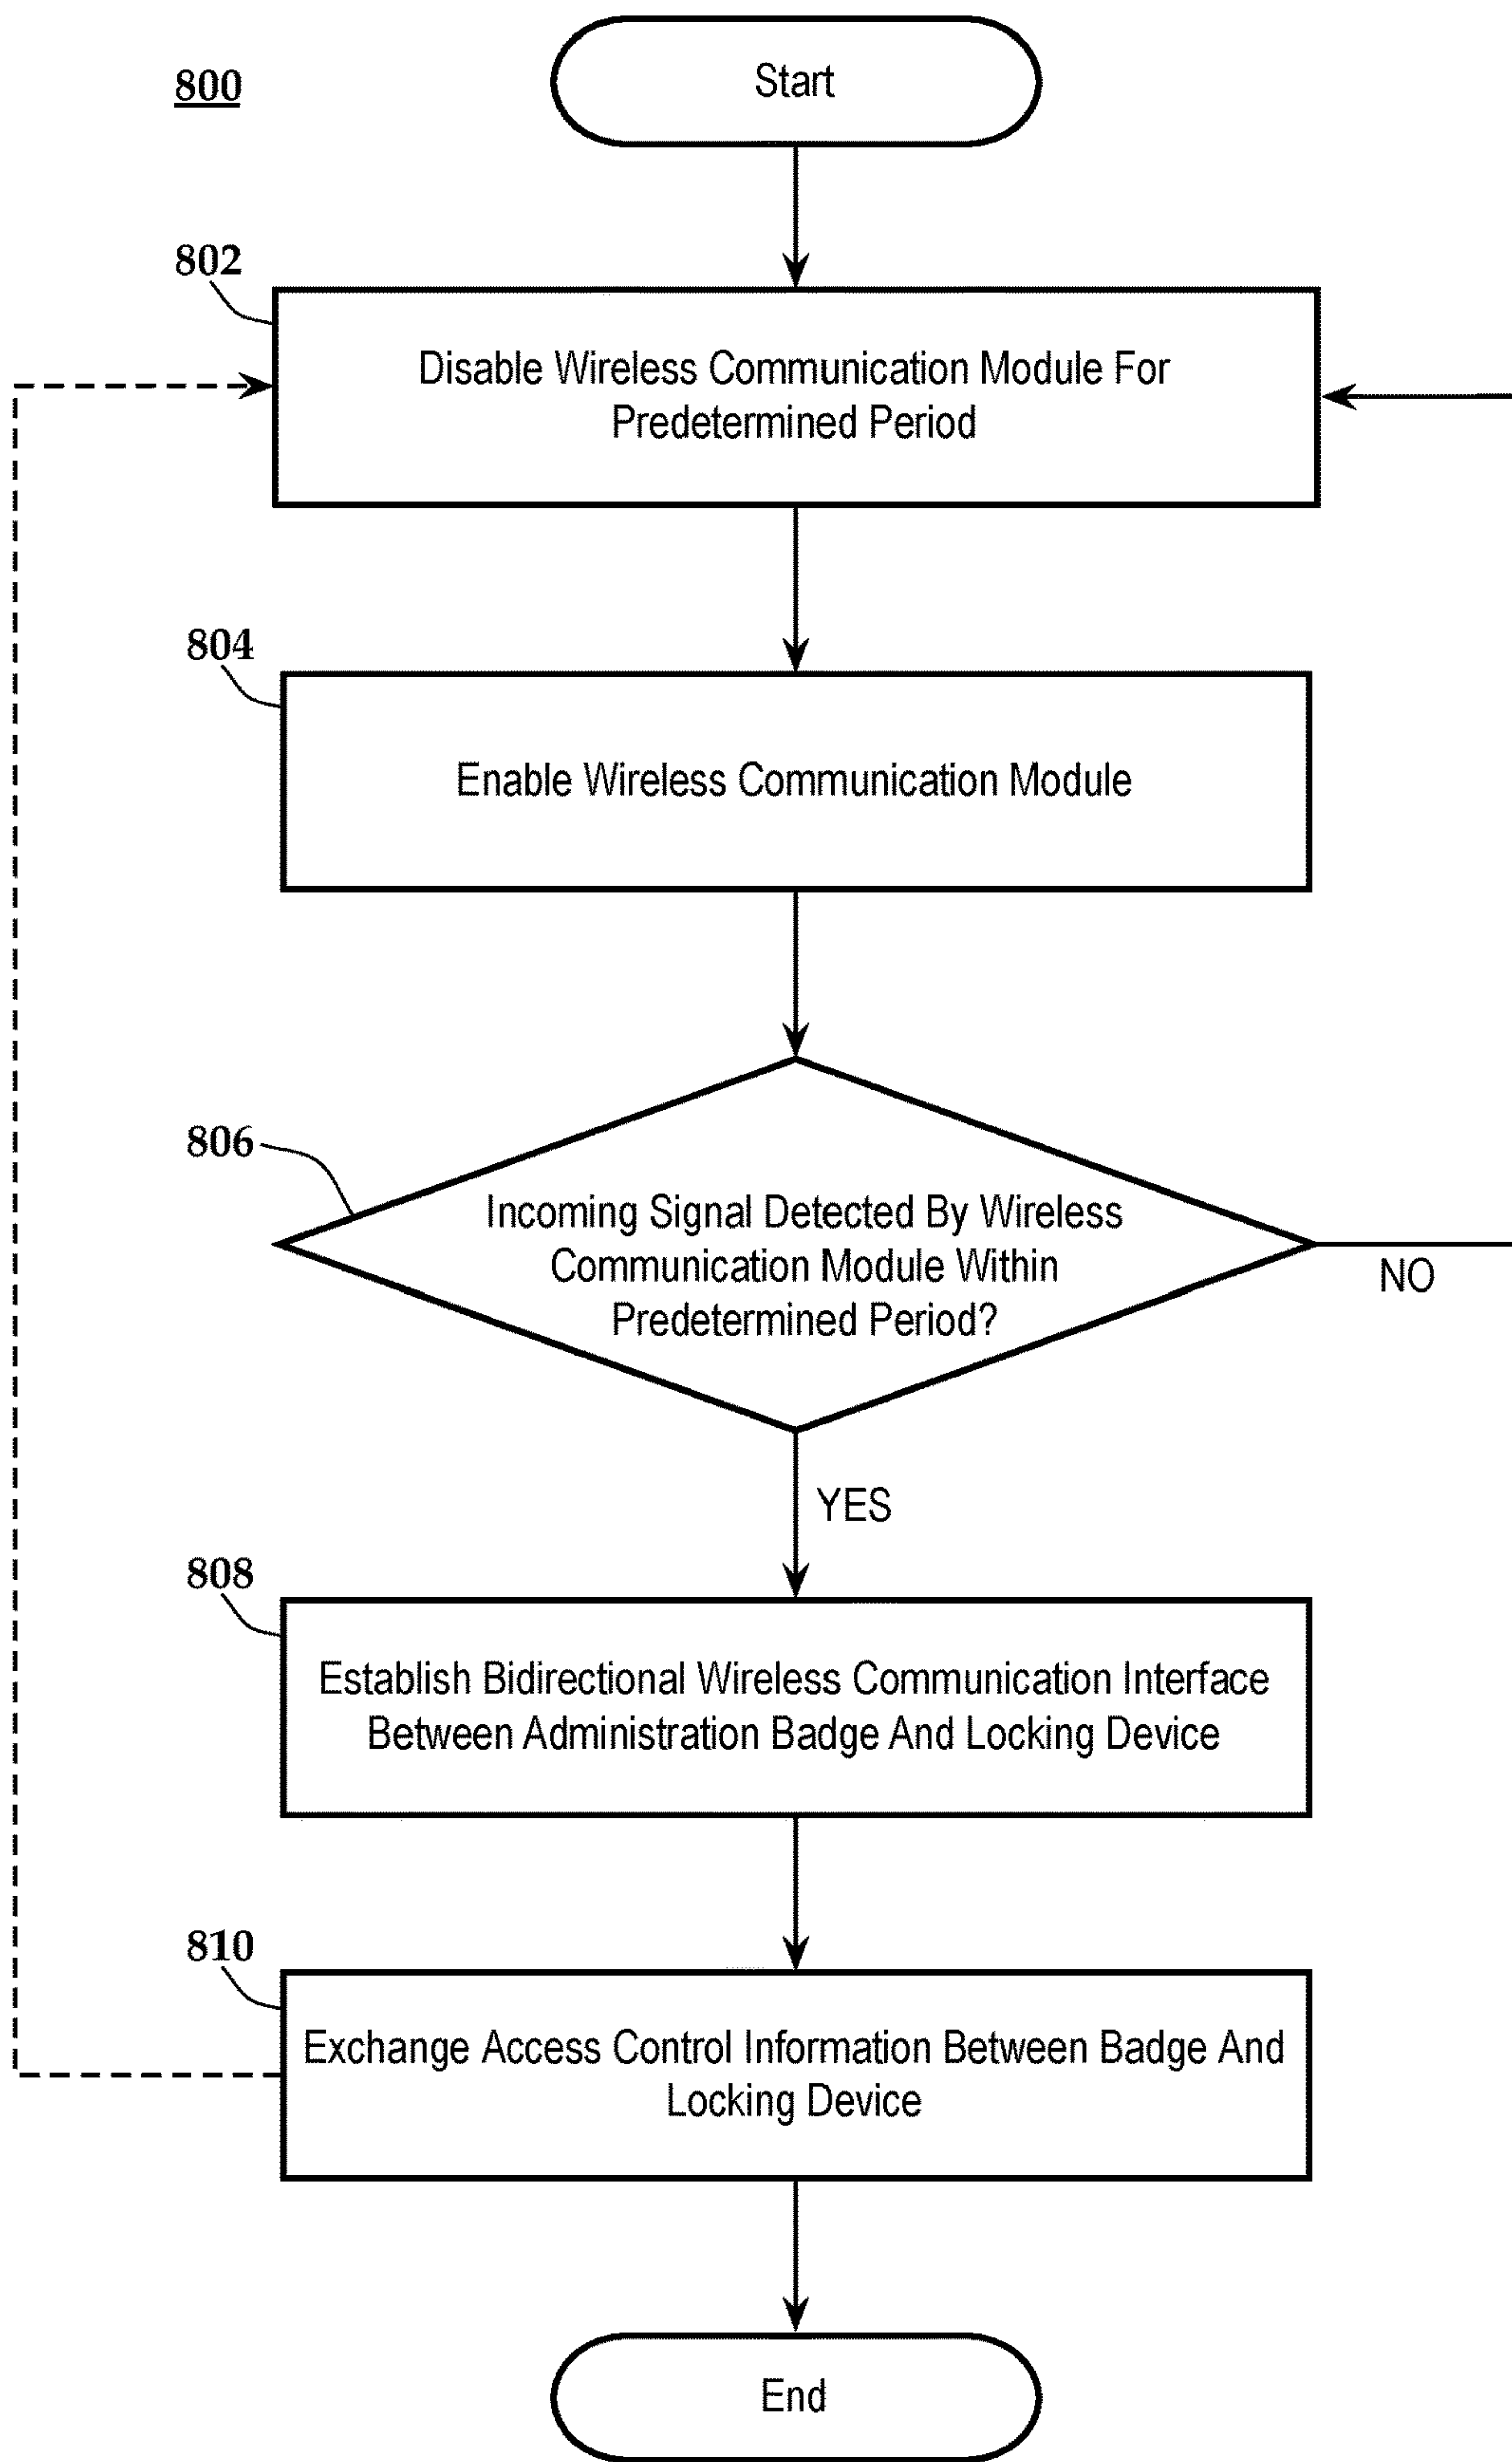 800
Start
802
Disable Wireless Communication Module For
Predetermined Period
804
Enable Wireless Communication Module
806
Incoming Signal Detected By Wireless
Communication Module Within
Predetermined Period?
NO
YES
808
Establish Bidirectional Wireless Communication Interface
Between Administration Badge And Locking Device
810
Exchange Access Control Information Between Badge And
Locking Device
End